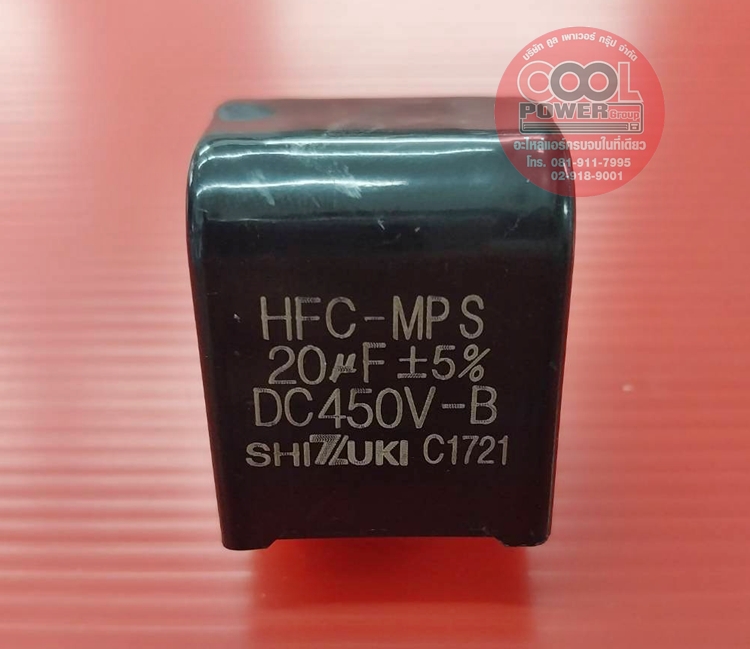 บริษัท คูล เพาเวอร์ กรุ๊ป จำกัด
COOL
POWER Group
อะไหล่แอร์ครบจบในที่เดียว
โทร. 081-911-7995
02-918-9001
HFC-MPS
20μF ±5%
DC450V-B
SHIZUKI C1721